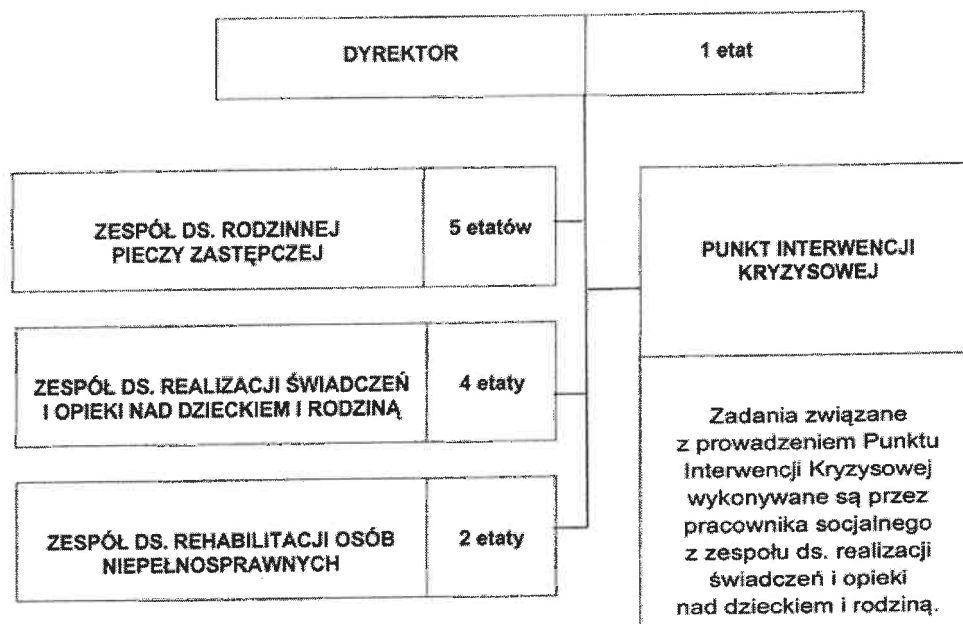 DYREKTOR
1 etat
ZESPÓŁ DS. RODZINNEJ
PIECZY ZASTĘPCZEJ
5 etatów
ZESPÓŁ DS. REALIZACJI ŚWIADCZEŃ
I OPIEKI NAD DZIECKIEM I RODZINĄ
4 etaty
ZESPÓŁ DS. REHABILITACJI OSÓB
NIEPEŁNOSPRAWNYCH
2 etaty
PUNKT INTERWENCJI
KRYZYSOWEJ
Zadania związane
z prowadzeniem Punktu
Interwencji Kryzysowej
wykonywane są przez
pracownika socjalnego
z zespołu ds. realizacji
świadczeń i opieki
nad dzieckiem i rodziną.